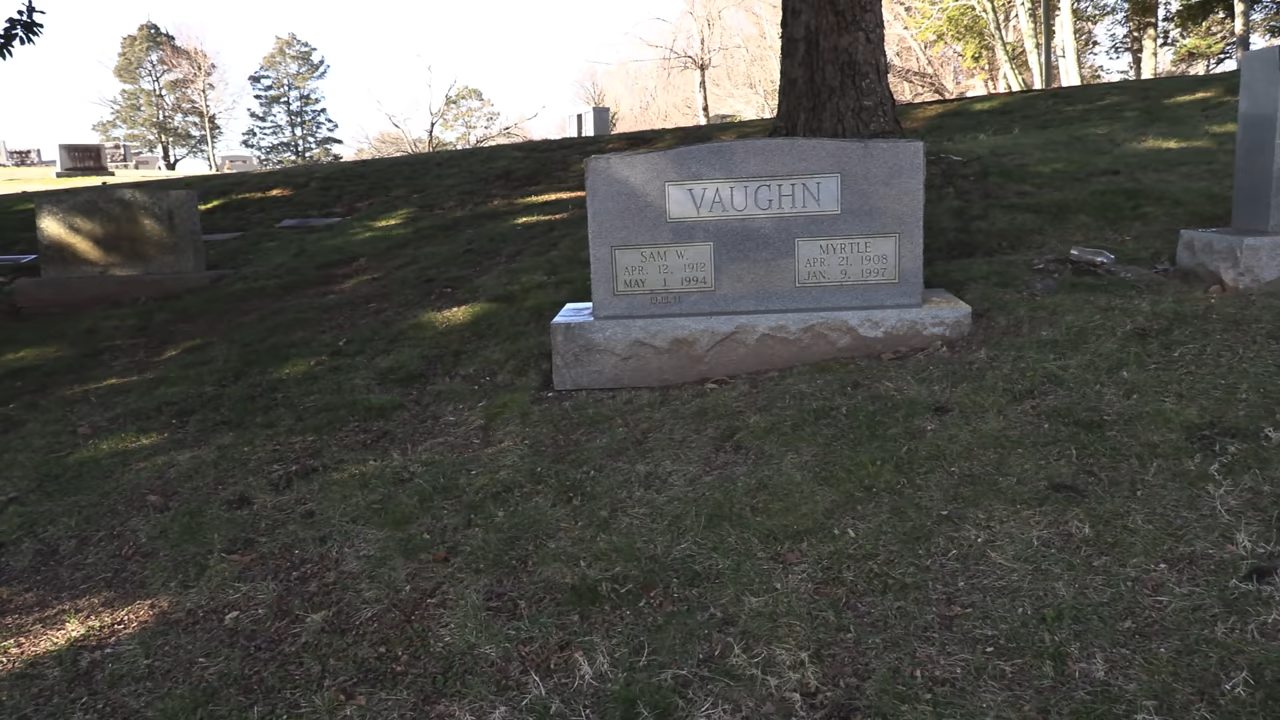 VAUGHN
SAM W.
APR. 12, 1912
MAY 1 1994
MYRTLE
APR. 21, 1908
JAN. 9, 1997